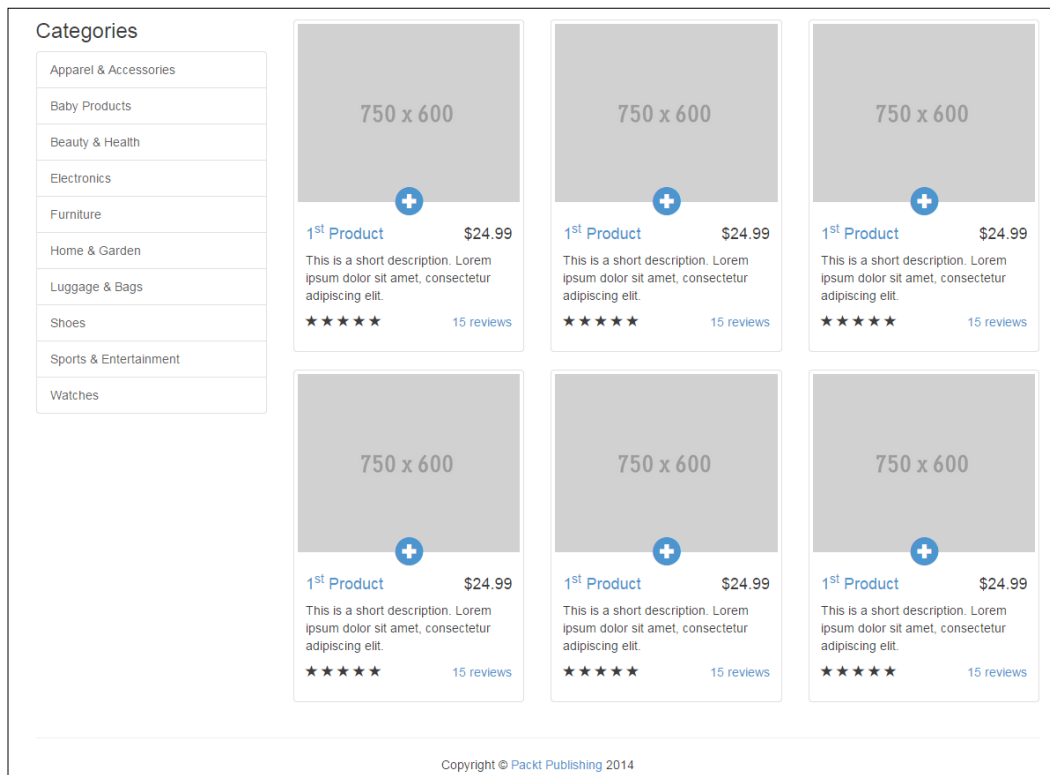 Categories
Apparel & Accessories
Baby Products
Beauty & Health
Electronics
Furniture
Home & Garden
Luggage & Bags
Shoes
Sports & Entertainment
Watches
750 x 600
1st Product $24.99
This is a short description. Lorem
ipsum dolor sit amet, consectetur
adipiscing elit.
★★★★★ 15 reviews
750 x 600
1st Product $24.99
This is a short description. Lorem
ipsum dolor sit amet, consectetur
adipiscing elit.
★★★★★ 15 reviews
750 x 600
1st Product $24.99
This is a short description. Lorem
ipsum dolor sit amet, consectetur
adipiscing elit.
★★★★★ 15 reviews
750 x 600
1st Product $24.99
This is a short description. Lorem
ipsum dolor sit amet, consectetur
adipiscing elit.
★★★★★ 15 reviews
750 x 600
1st Product $24.99
This is a short description. Lorem
ipsum dolor sit amet, consectetur
adipiscing elit.
★★★★★ 15 reviews
750 x 600
1st Product $24.99
This is a short description. Lorem
ipsum dolor sit amet, consectetur
adipiscing elit.
★★★★★ 15 reviews
Copyright © Packt Publishing 2014